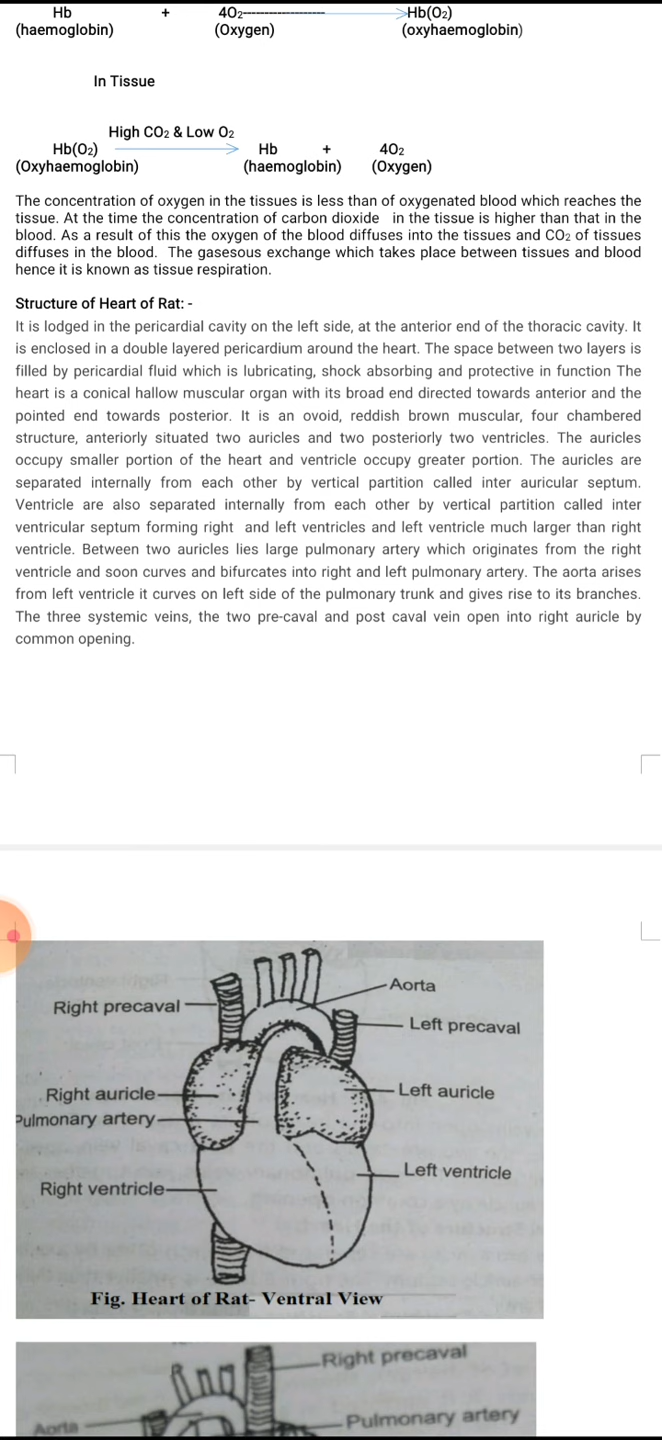 Hb + 4O2 Hb(O2)
(haemoglobin) (Oxygen) (oxyhaemoglobin)
In Tissue
High CO2 & Low O2
Hb(O2) Hb + 4O2
(Oxyhaemoglobin) (haemoglobin) (Oxygen)
The concentration of oxygen in the tissues is less than of oxygenated blood which reaches the
tissue. At the time the concentration of carbon dioxide in the tissue is higher than that in the
blood. As a result of this the oxygen of the blood diffuses into the tissues and CO2 of tissues
diffuses in the blood. The gasesous exchange which takes place between tissues and blood
hence it is known as tissue respiration.
Structure of Heart of Rat: -
It is lodged in the pericardial cavity on the left side, at the anterior end of the thoracic cavity. It
is enclosed in a double layered pericardium around the heart. The space between two layers is
filled by pericardial fluid which is lubricating, shock absorbing and protective in function The
heart is a conical hallow muscular organ with its broad end directed towards anterior and the
pointed end towards posterior. It is an ovoid, reddish brown muscular, four chambered
structure, anteriorly situated two auricles and two posteriorly two ventricles. The auricles
occupy smaller portion of the heart and ventricle occupy greater portion. The auricles are
separated internally from each other by vertical partition called inter auricular septum.
Ventricle are also separated internally from each other by vertical partition called inter
ventricular septum forming right and left ventricles and left ventricle much larger than right
ventricle. Between two auricles lies large pulmonary artery which originates from the right
ventricle and soon curves and bifurcates into right and left pulmonary artery. The aorta arises
from left ventricle it curves on left side of the pulmonary trunk and gives rise to its branches.
The three systemic veins, the two pre-caval and post caval vein open into right auricle by
common opening.
Aorta
Right precaval
Left precaval
Right auricle
Left auricle
Pulmonary artery
Left ventricle
Right ventricle
Fig. Heart of Rat- Ventral View
Right precaval
Aorta
Pulmonary artery